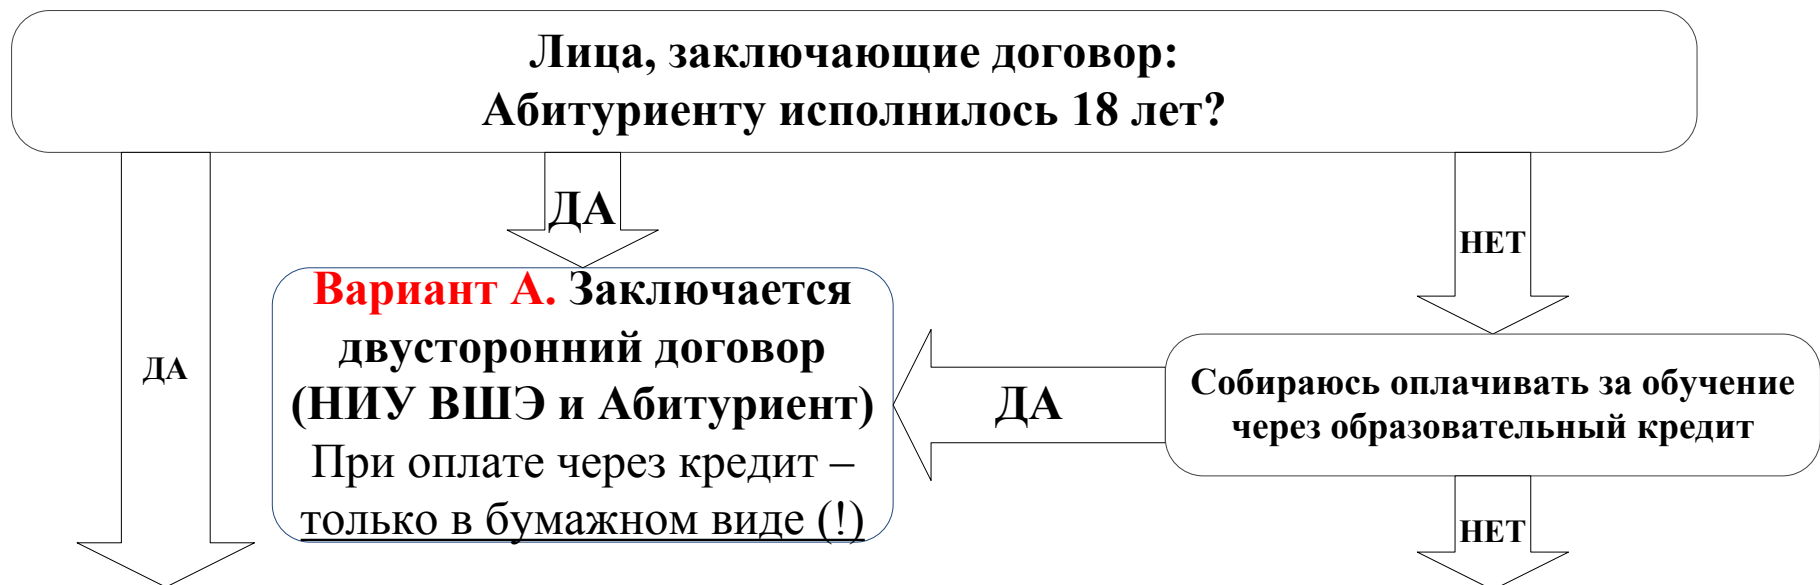 Лица, заключающие договор:
Абитуриенту исполнилось 18 лет?
ДА
НЕТ
Вариант А. Заключается
двусторонний договор
(НИУ ВШЭ и Абитуриент)
При оплате через кредит –
только в бумажном виде (!)
ДА
ДА
Собираюсь оплачивать за обучение
через образовательный кредит
НЕТ